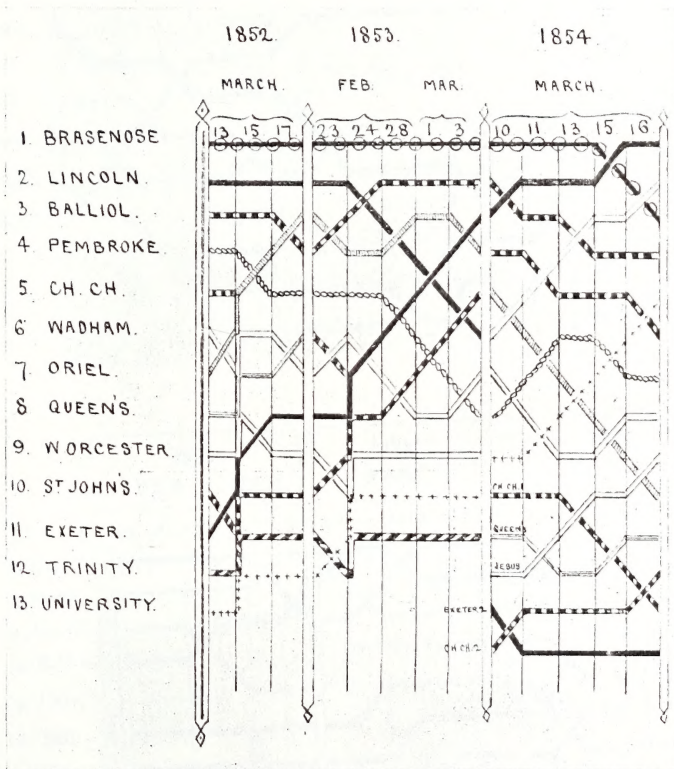 1852. 1853. 1854.
MARCH. FEB. MAR. MARCH.
13 15 17 23 24 28 1 3 10 11 13 15 16.
1. BRASENOSE
2. LINCOLN.
3. BALLIOL.
4. PEMBROKE.
5. CH. CH.
6 WADHAM.
7. ORIEL.
8 QUEEN'S.
9. WORCESTER.
10. ST JOHN'S.
11. EXETER.
12. TRINITY.
13. UNIVERSITY.
CH CH. 1
QUEENS
JESUS
EXETER 2
CH CH. 2